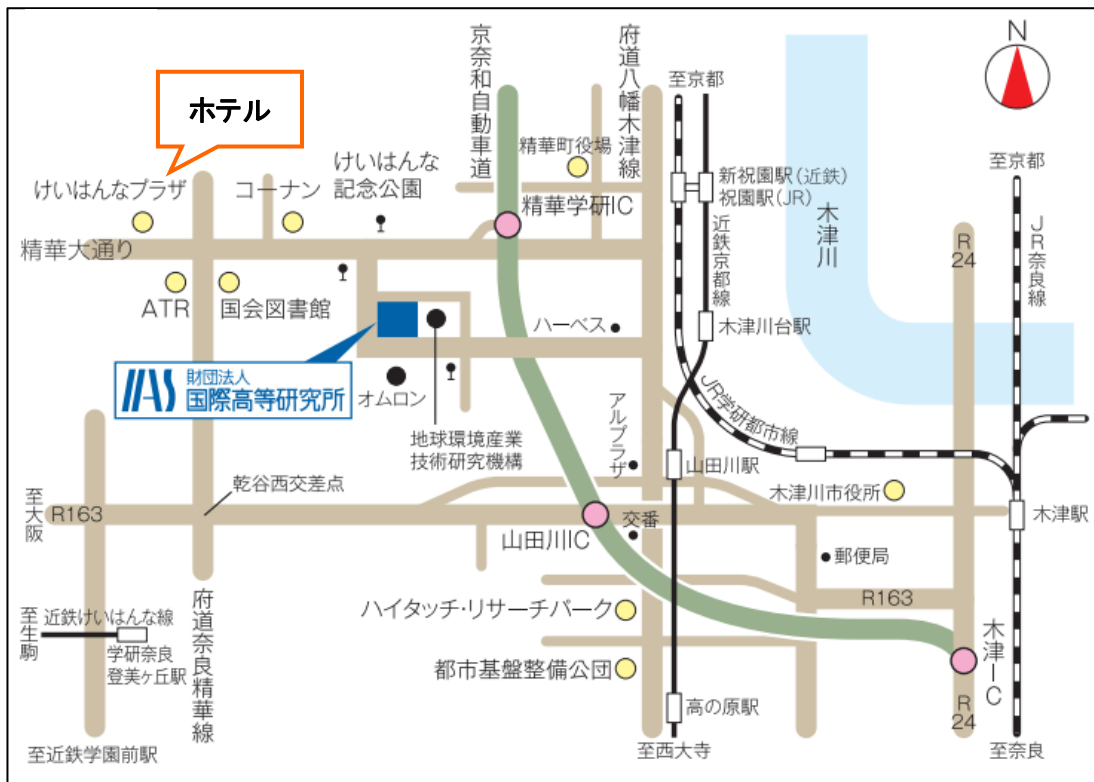 京奈和自動車道
府道八幡木津線
至京都
N
ホテル
精華町役場
けいはんな
記念公園
至京都
けいはんなプラザ
コーナン
精華学研IC
新祝園駅(近鉄)
祝園駅(JR)
木津川
近鉄京都線
R
24
JR奈良線
精華大通り
ATR
国会図書館
ハーベス
木津川台駅
IIAS
財団法人
国際高等研究所
オムロン
JR学研都市線
アルプラザ
地球環境産業
技術研究機構
山田川駅
乾谷西交差点
木津川市役所
至大阪
R163
木津駅
山田川IC
交番
郵便局
府道奈良精華線
R163
ハイタッチ・リサーチパーク
至生駒
近鉄けいはんな線
学研奈良
登美ヶ丘駅
木津IC
都市基盤整備公団
高の原駅
R
24
至近鉄学園前駅
至西大寺
至奈良